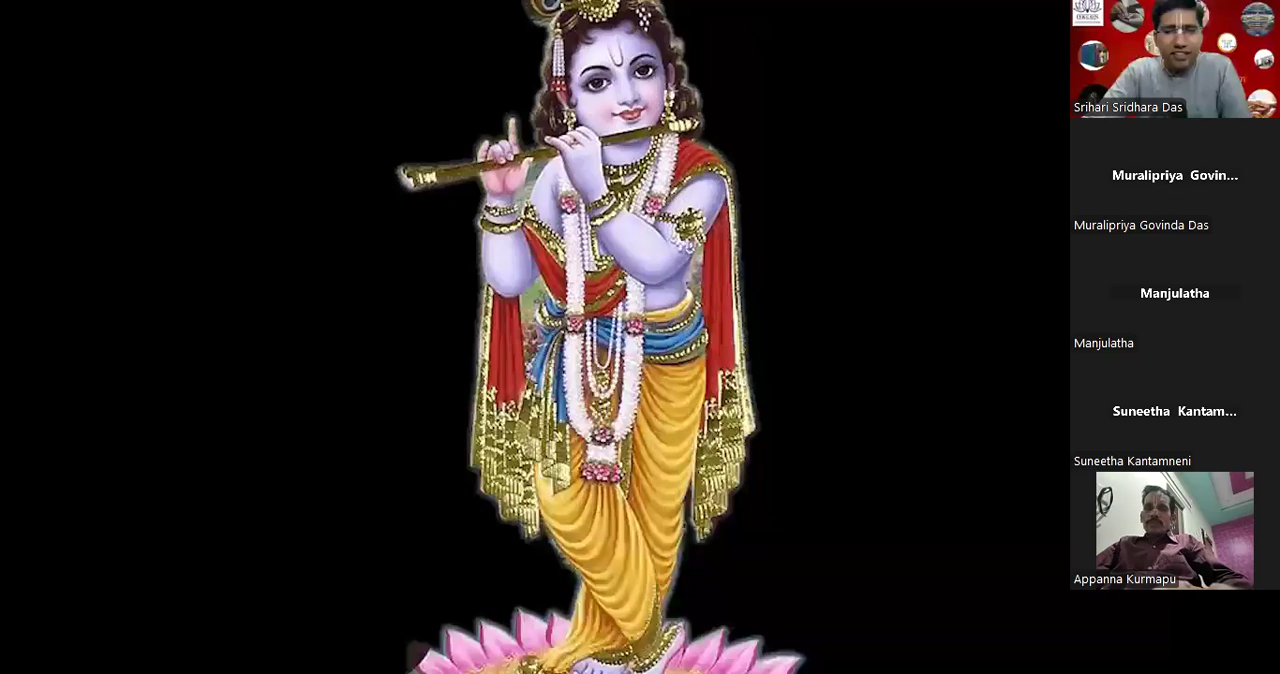 Srihari Sridhara Das
Muralipriya Govin...
Muralipriya Govinda Das
Manjulatha
Manjulatha
Suneetha Kantam...
Suneetha Kantamneni
Appanna Kurmapu